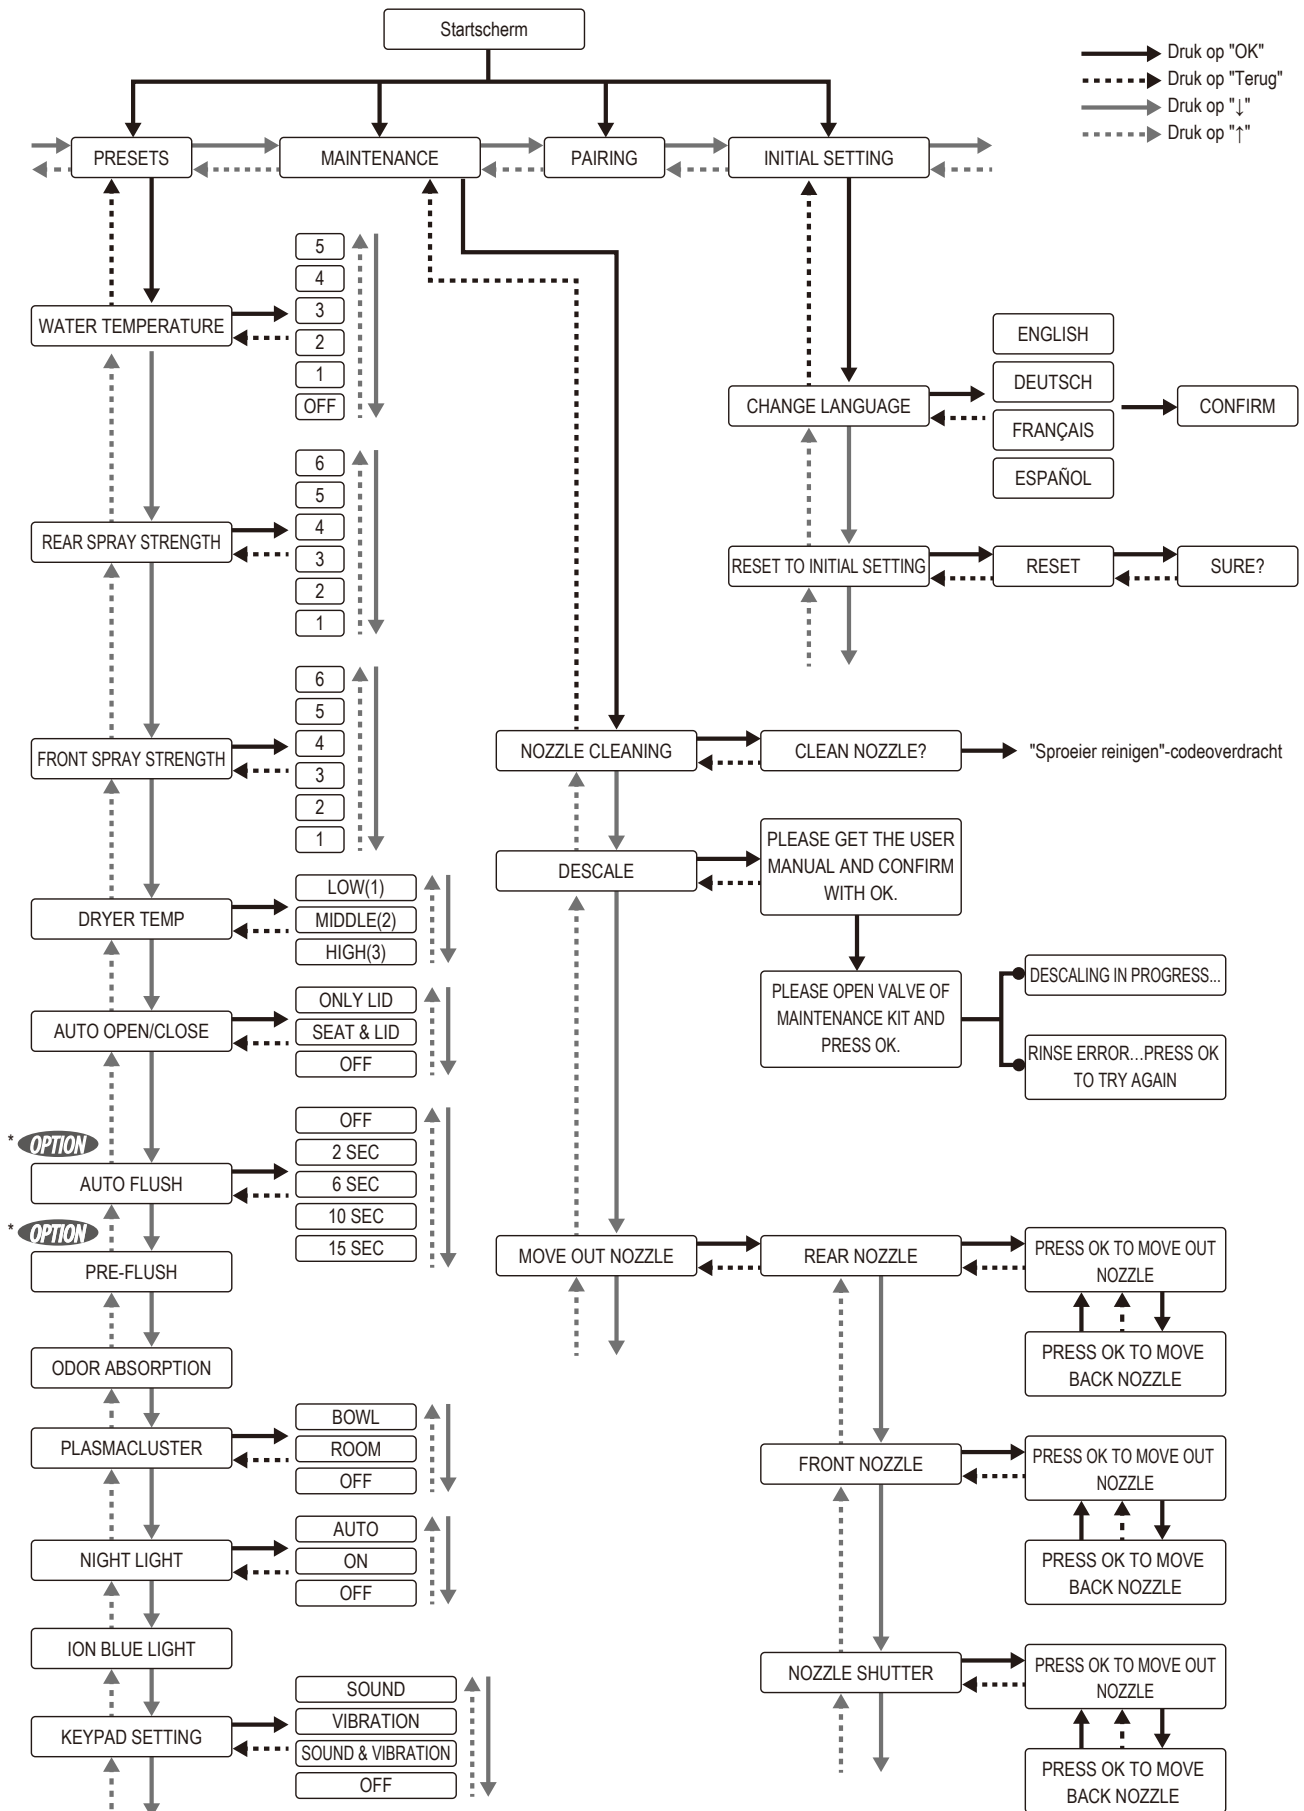 Startscherm
Druk op "OK"
Druk op "Terug"
Druk op "↓"
Druk op "↑"
PRESETS
MAINTENANCE
PAIRING
INITIAL SETTING
WATER TEMPERATURE
5
4
3
2
1
OFF
REAR SPRAY STRENGTH
6
5
4
3
2
1
FRONT SPRAY STRENGTH
6
5
4
3
2
1
DRYER TEMP
LOW(1)
MIDDLE(2)
HIGH(3)
AUTO OPEN/CLOSE
ONLY LID
SEAT & LID
OFF
* OPTION
AUTO FLUSH
OFF
2 SEC
6 SEC
10 SEC
15 SEC
* OPTION
PRE-FLUSH
ODOR ABSORPTION
PLASMACLUSTER
BOWL
ROOM
OFF
NIGHT LIGHT
AUTO
ON
OFF
ION BLUE LIGHT
KEYPAD SETTING
SOUND
VIBRATION
SOUND & VIBRATION
OFF
NOZZLE CLEANING
CLEAN NOZZLE?
"Sproeier reinigen"-codeoverdracht
DESCALE
PLEASE GET THE USER
MANUAL AND CONFIRM
WITH OK.
PLEASE OPEN VALVE OF
MAINTENANCE KIT AND
PRESS OK.
DESCALING IN PROGRESS...
RINSE ERROR...PRESS OK
TO TRY AGAIN
MOVE OUT NOZZLE
REAR NOZZLE
PRESS OK TO MOVE OUT
NOZZLE
PRESS OK TO MOVE
BACK NOZZLE
FRONT NOZZLE
PRESS OK TO MOVE OUT
NOZZLE
PRESS OK TO MOVE
BACK NOZZLE
NOZZLE SHUTTER
PRESS OK TO MOVE OUT
NOZZLE
PRESS OK TO MOVE
BACK NOZZLE
CHANGE LANGUAGE
ENGLISH
DEUTSCH
FRANÇAIS
ESPAÑOL
CONFIRM
RESET TO INITIAL SETTING
RESET
SURE?